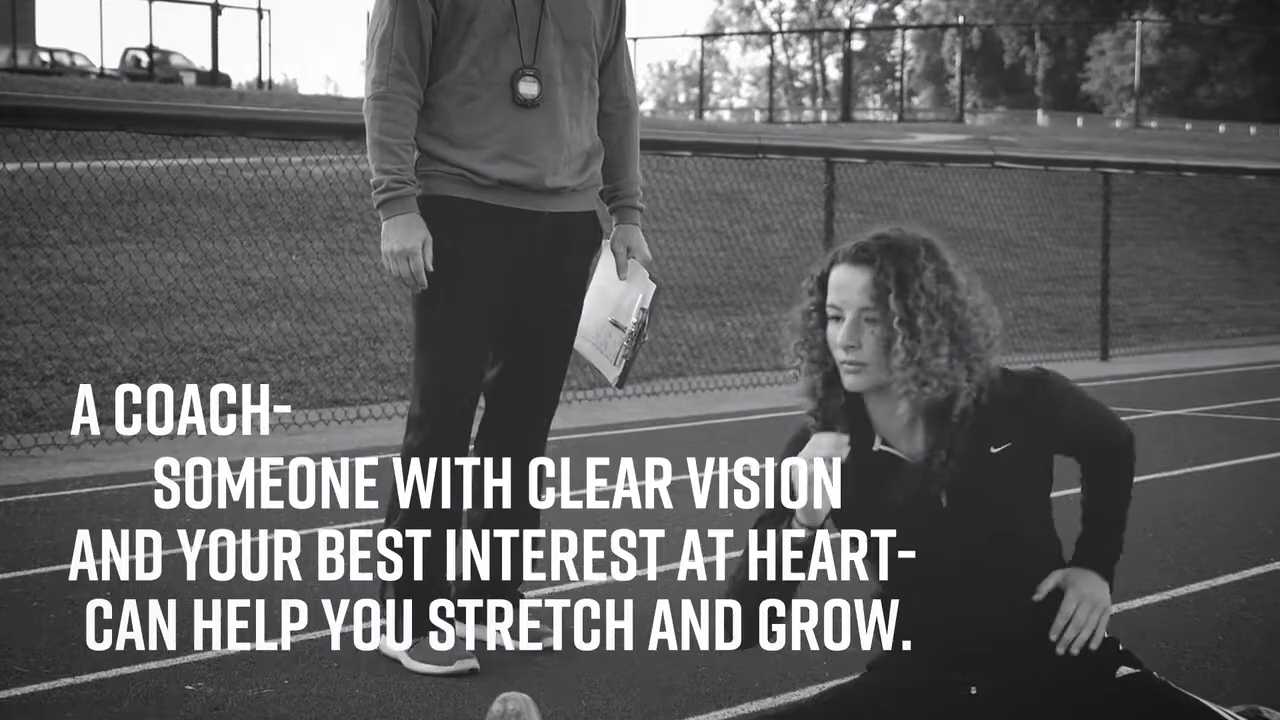 A COACH-
SOMEONE WITH CLEAR VISION
AND YOUR BEST INTEREST AT HEART-
CAN HELP YOU STRETCH AND GROW.